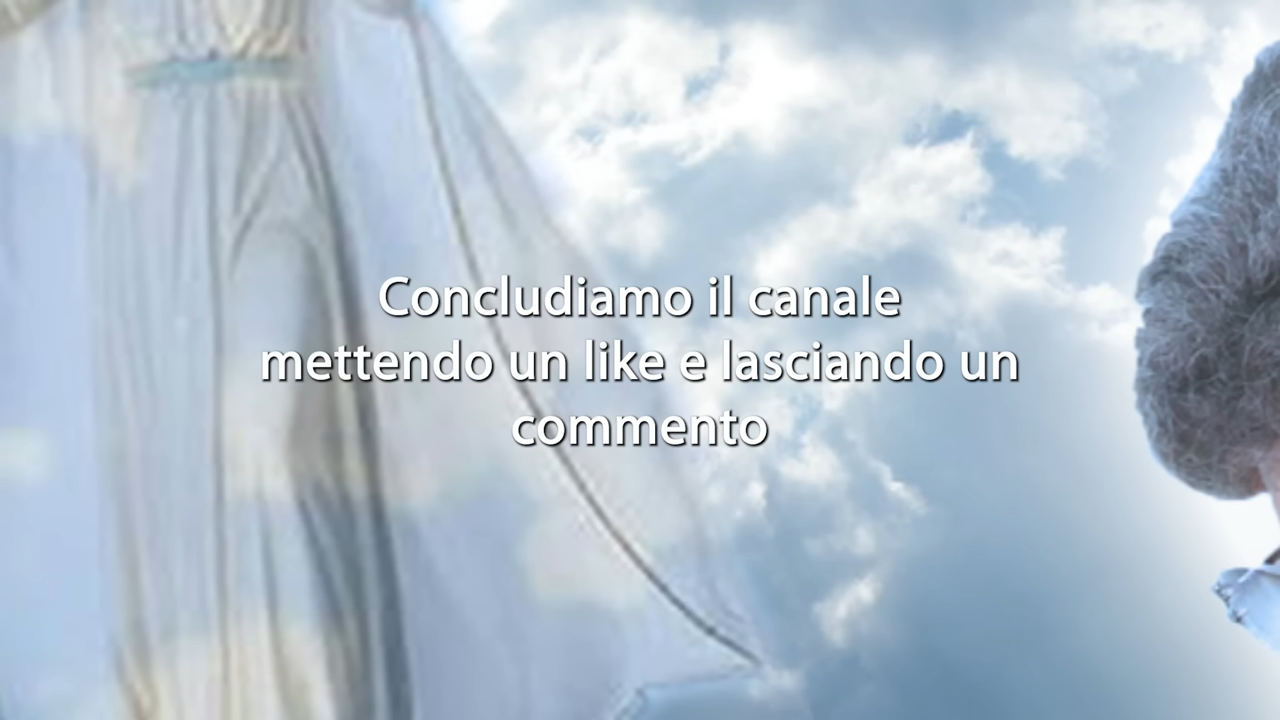 Concludiamo il canale
mettendo un like e lasciando un
commento